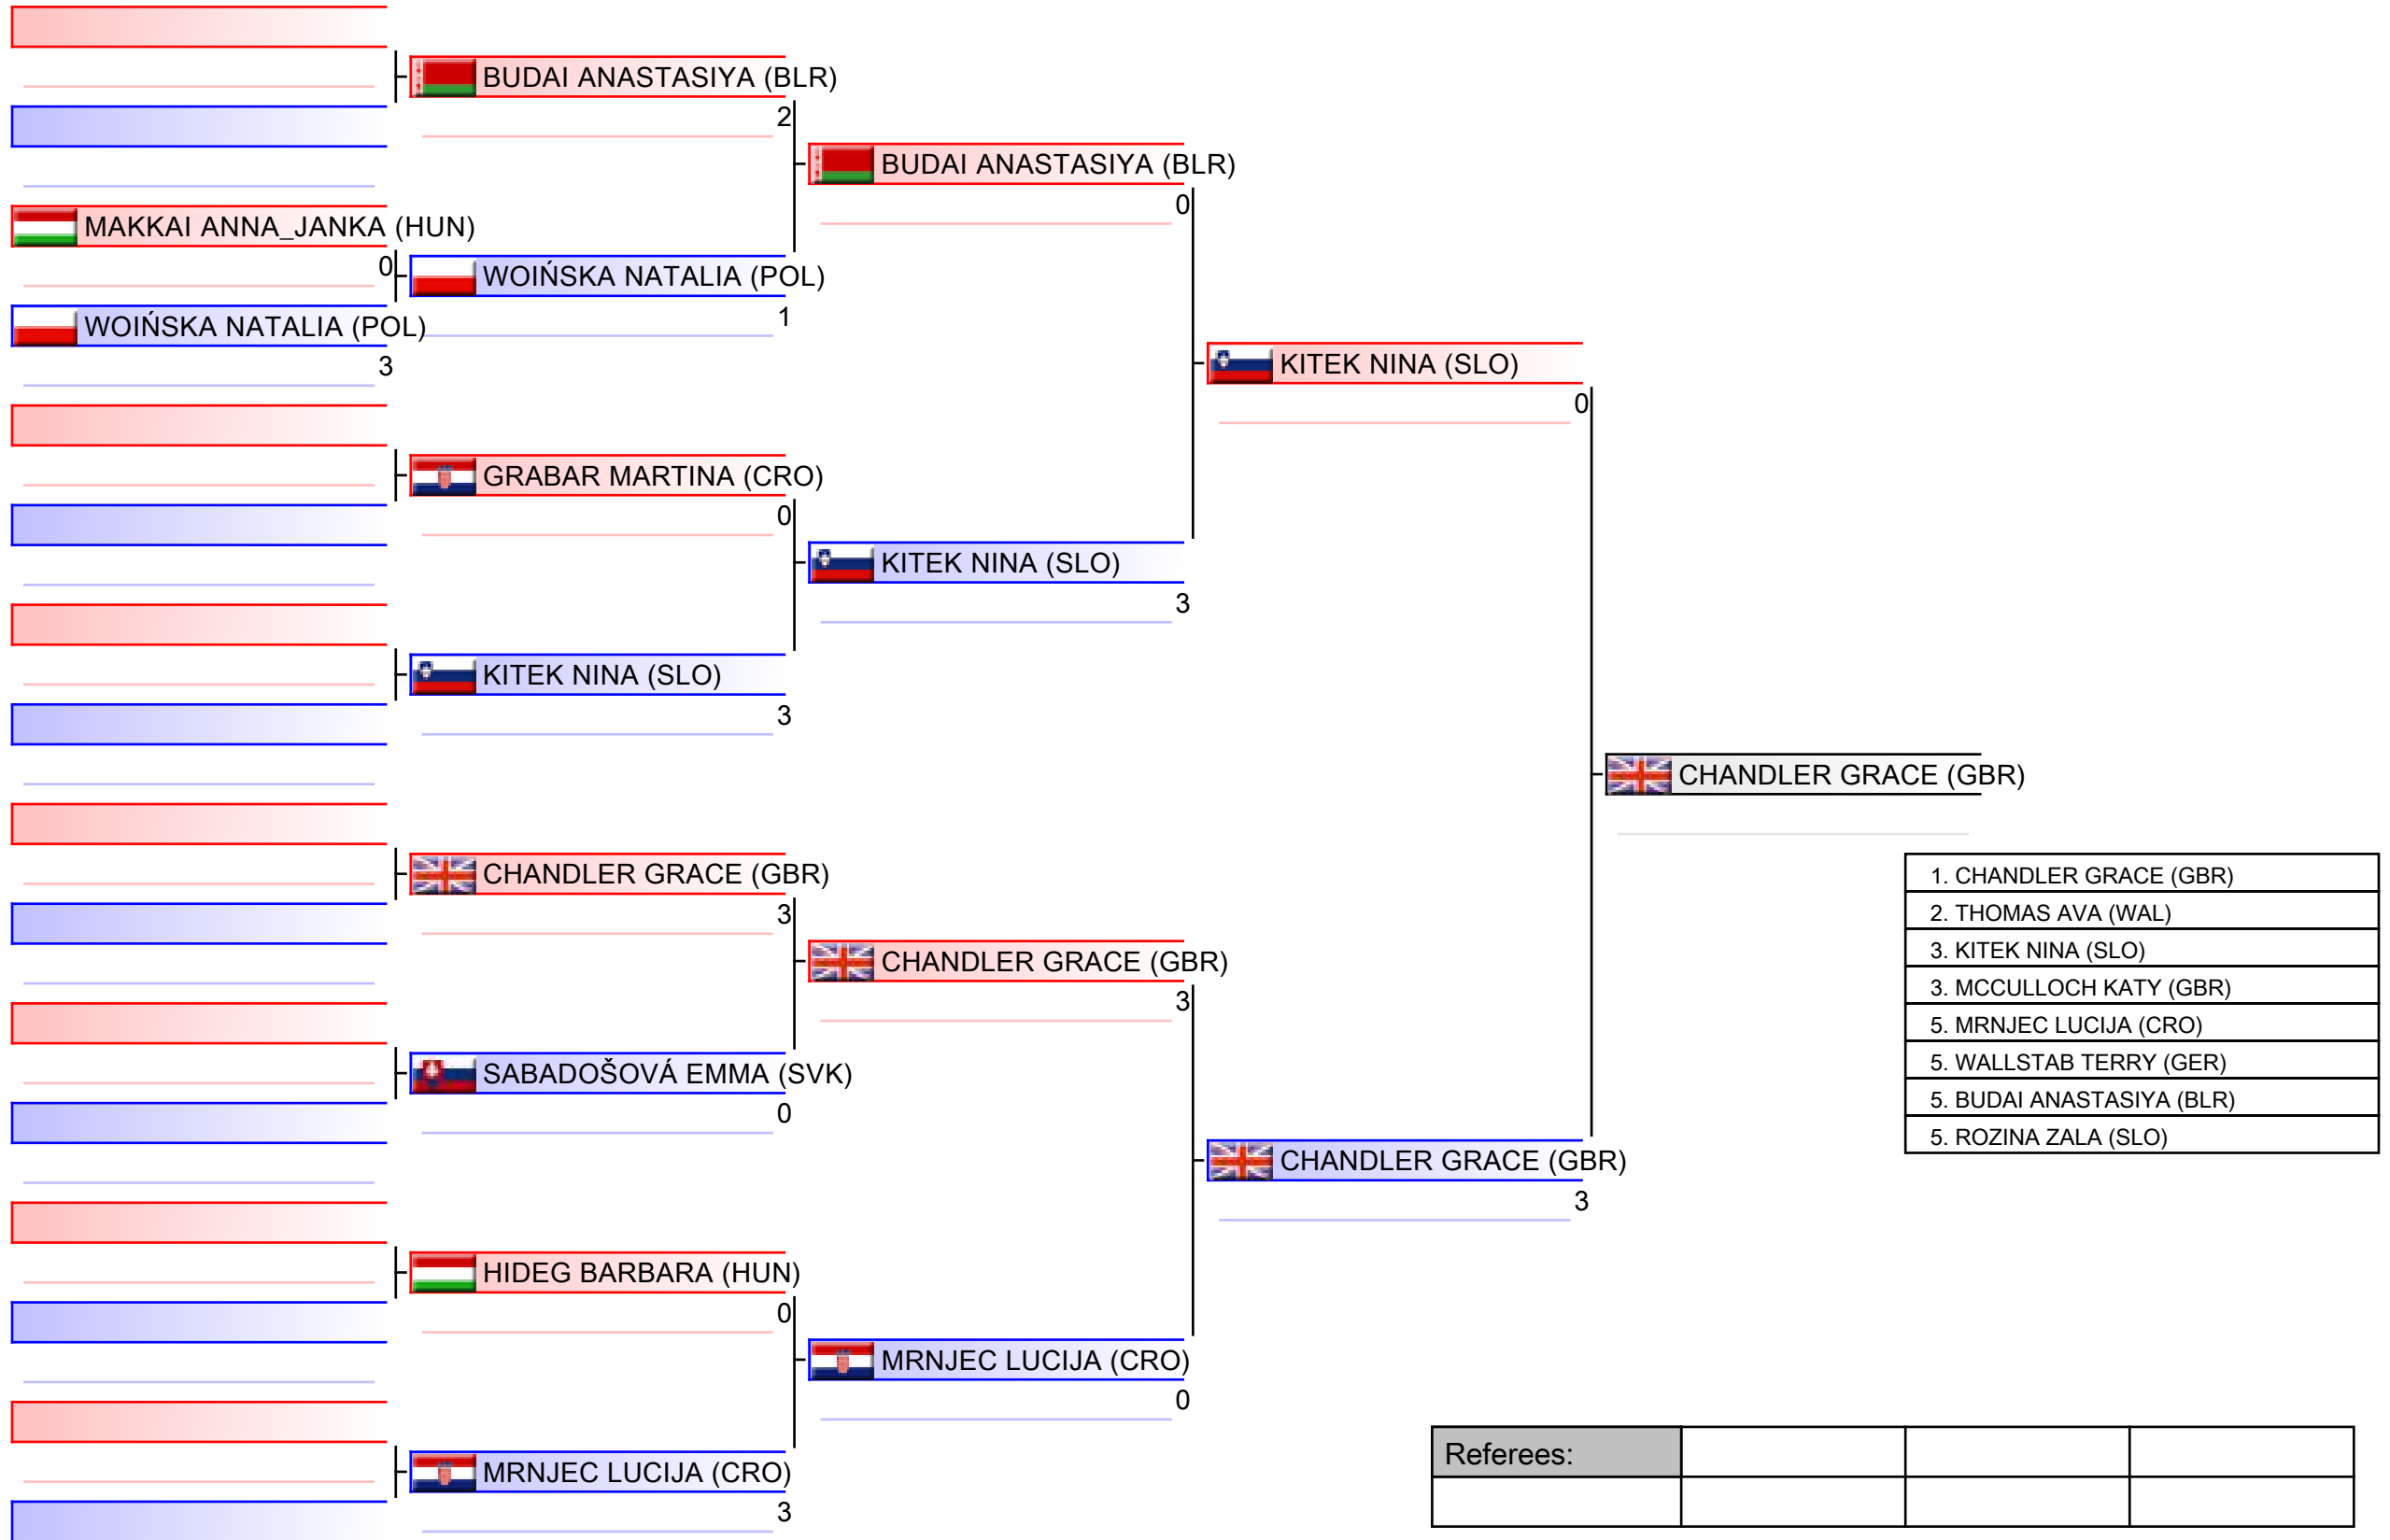 BUDAI ANASTASIYA (BLR)
2
BUDAI ANASTASIYA (BLR)
0
MAKKAI ANNA_JANKA (HUN)
0
WOIŃSKA NATALIA (POL)
1
WOIŃSKA NATALIA (POL)
3
KITEK NINA (SLO)
0
GRABAR MARTINA (CRO)
0
KITEK NINA (SLO)
3
KITEK NINA (SLO)
3
CHANDLER GRACE (GBR)
CHANDLER GRACE (GBR)
3
CHANDLER GRACE (GBR)
3
SABADOŠOVÁ EMMA (SVK)
0
CHANDLER GRACE (GBR)
3
HIDEG BARBARA (HUN)
0
MRNJEC LUCIJA (CRO)
0
MRNJEC LUCIJA (CRO)
3
1. CHANDLER GRACE (GBR)
2. THOMAS AVA (WAL)
3. KITEK NINA (SLO)
3. MCCULLOCH KATY (GBR)
5. MRNJEC LUCIJA (CRO)
5. WALLSTAB TERRY (GER)
5. BUDAI ANASTASIYA (BLR)
5. ROZINA ZALA (SLO)
Referees: